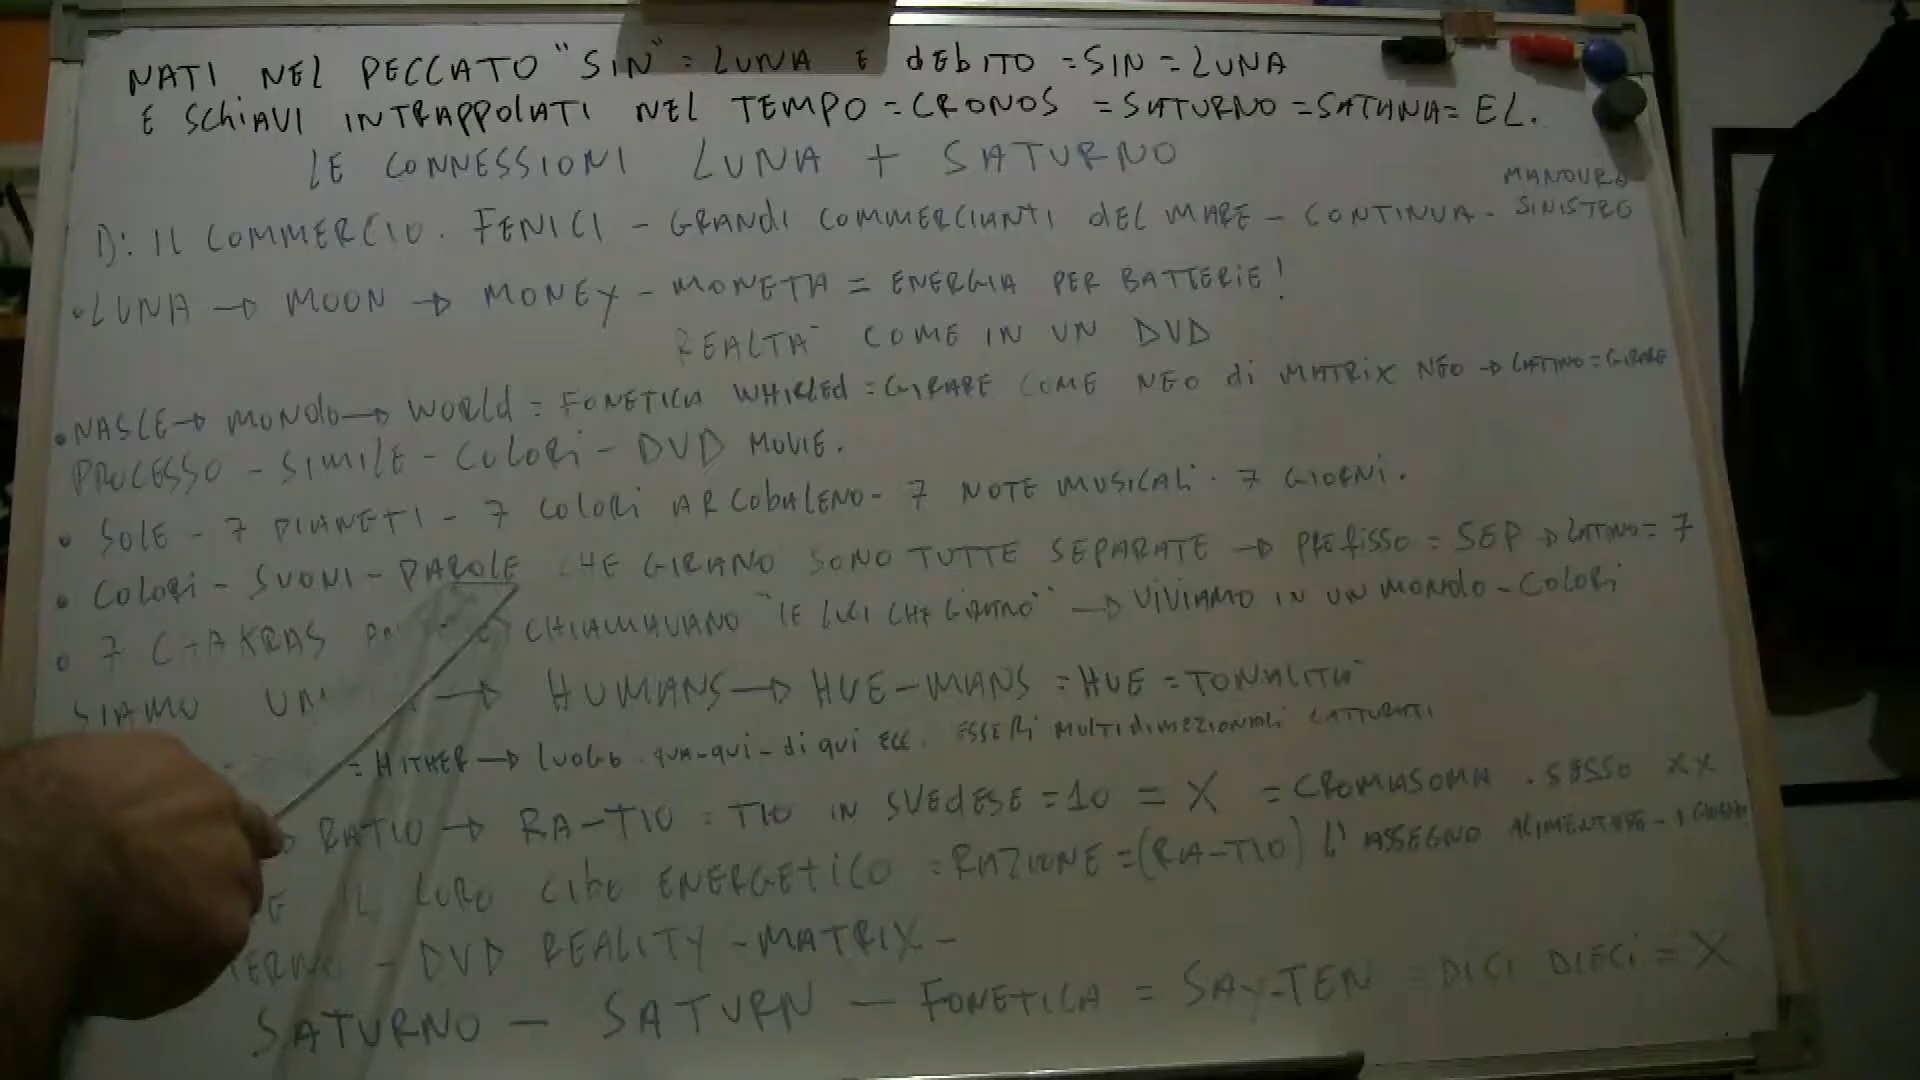 NATI NEL PECCATO "SIN" = LUNA E DEBITO = SIN = LUNA
E SCHIAVI INTRAPPOLATI NEL TEMPO = CRONOS = SATURNO = SATANA = EL.
LE CONNESSIONI LUNA + SATURNO
1): IL COMMERCIO. FENICI - GRANDI COMMERCIANTI DEL MARE - CONTINUA - MANOURO SINISTRO
• LUNA → MOON → MONEY - MONETA = ENERGIA PER BATTERIE!
REALTA' COME IN UN DVD
• NASCE → MONDO → WORLD = FONETICA WHIRLED = GIRARE COME NEO di MATRIX NEO → LATINO = GIRARE
PROCESSO - SIMILE - COLORI - DVD MOVIE.
• SOLE - 7 PIANETI - 7 COLORI ARCOBALENO - 7 NOTE MUSICALI. 7 GIORNI.
• COLORI - SUONI - PAROLE CHE GIRANO SONO TUTTE SEPARATE → PREFISSO = SEP → LATINO = 7
• 7 CHAKRAS CHIAMAVANO "LE LUCI CHE GIRANO" → VIVIAMO IN UN MONDO - COLORI
SIAMO → HUMANS → HUE-MANS = HUE = TONALITA'
= HITHER → LUOGO. QUA-QUI-di QUI ECC. ESSERI MULTIdiMEZIONALI CATTURATI
RATIO → RA-TIO = TIO IN SVEDESE = 10 = X = CROMASOMA. SESSO XX
IL LORO CIBO ENERGETICO = RAZIONE = (RA-TIO) L'ASSEGNO ALIMENTARE - 1 GIORNO
- DVD REALITY - MATRIX -
SATURNO - SATURN - FONETICA = SAY-TEN = DICI DIECI = X